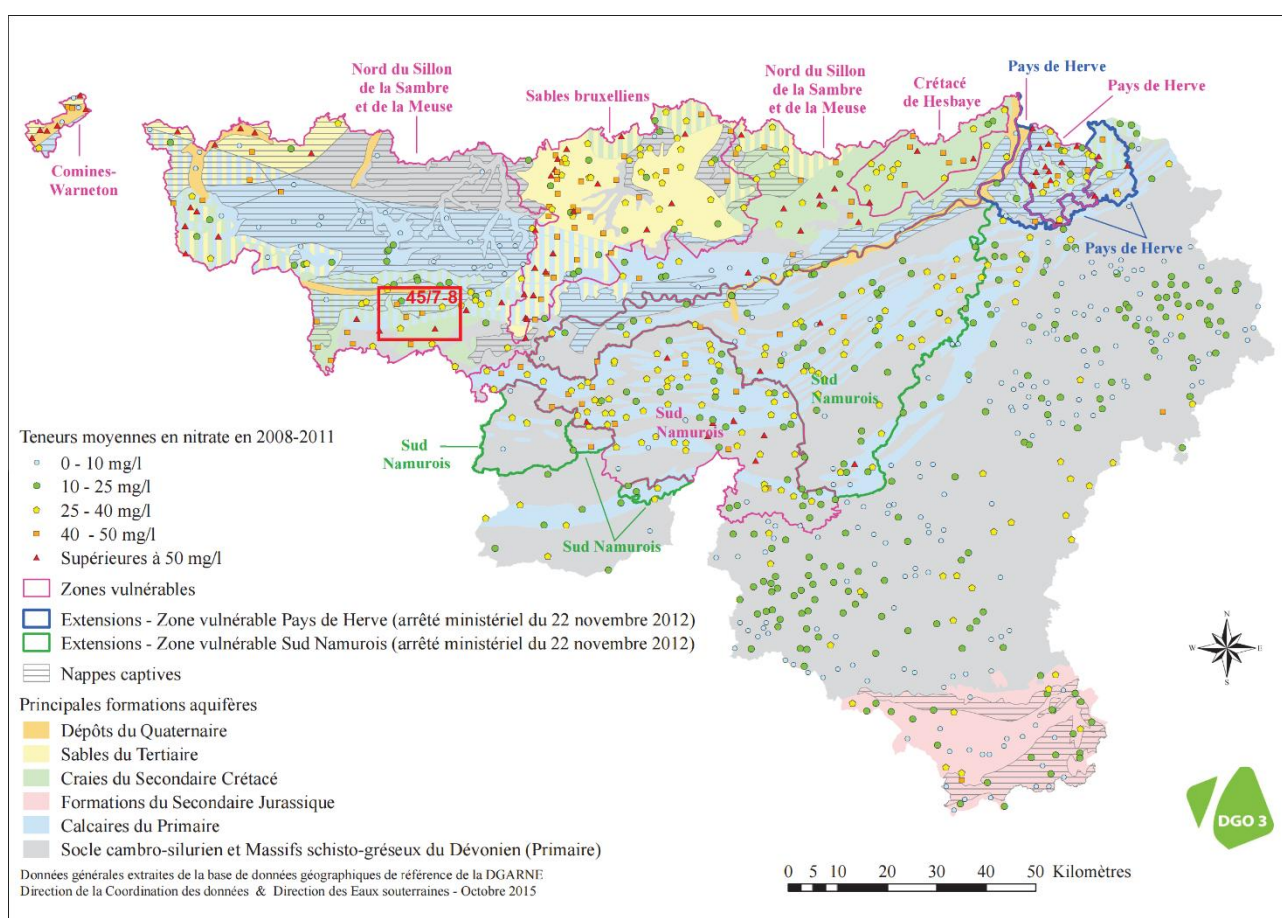 Nord du Sillon
de la Sambre
et de la Meuse
Sables bruxelliens
Nord du Sillon
de la Sambre
et de la Meuse
Crétacé
de Hesbaye
Pays de Herve
Pays de Herve
Comines-
Warneton
Pays de Herve
45/7-8
Sud
Namurois
Sud
Namurois
Sud
Namurois
Sud Namurois
Teneurs moyennes en nitrate en 2008-2011
0 - 10 mg/l
10 - 25 mg/l
25 - 40 mg/l
40 - 50 mg/l
Supérieures à 50 mg/l
Zones vulnérables
Extensions - Zone vulnérable Pays de Herve (arrêté ministériel du 22 novembre 2012)
Extensions - Zone vulnérable Sud Namurois (arrêté ministériel du 22 novembre 2012)
Nappes captives
Principales formations aquifères
Dépôts du Quaternaire
Sables du Tertiaire
Craies du Secondaire Crétacé
Formations du Secondaire Jurassique
Calcaires du Primaire
Socle cambro-silurien et Massifs schisto-gréseux du Dévonien (Primaire)
Données générales extraites de la base de données géographiques de référence de la DGARNE
Direction de la Coordination des données & Direction des Eaux souterraines - Octobre 2015
N
W E
S
DGO 3
0 5 10 20 30 40 50 Kilomètres